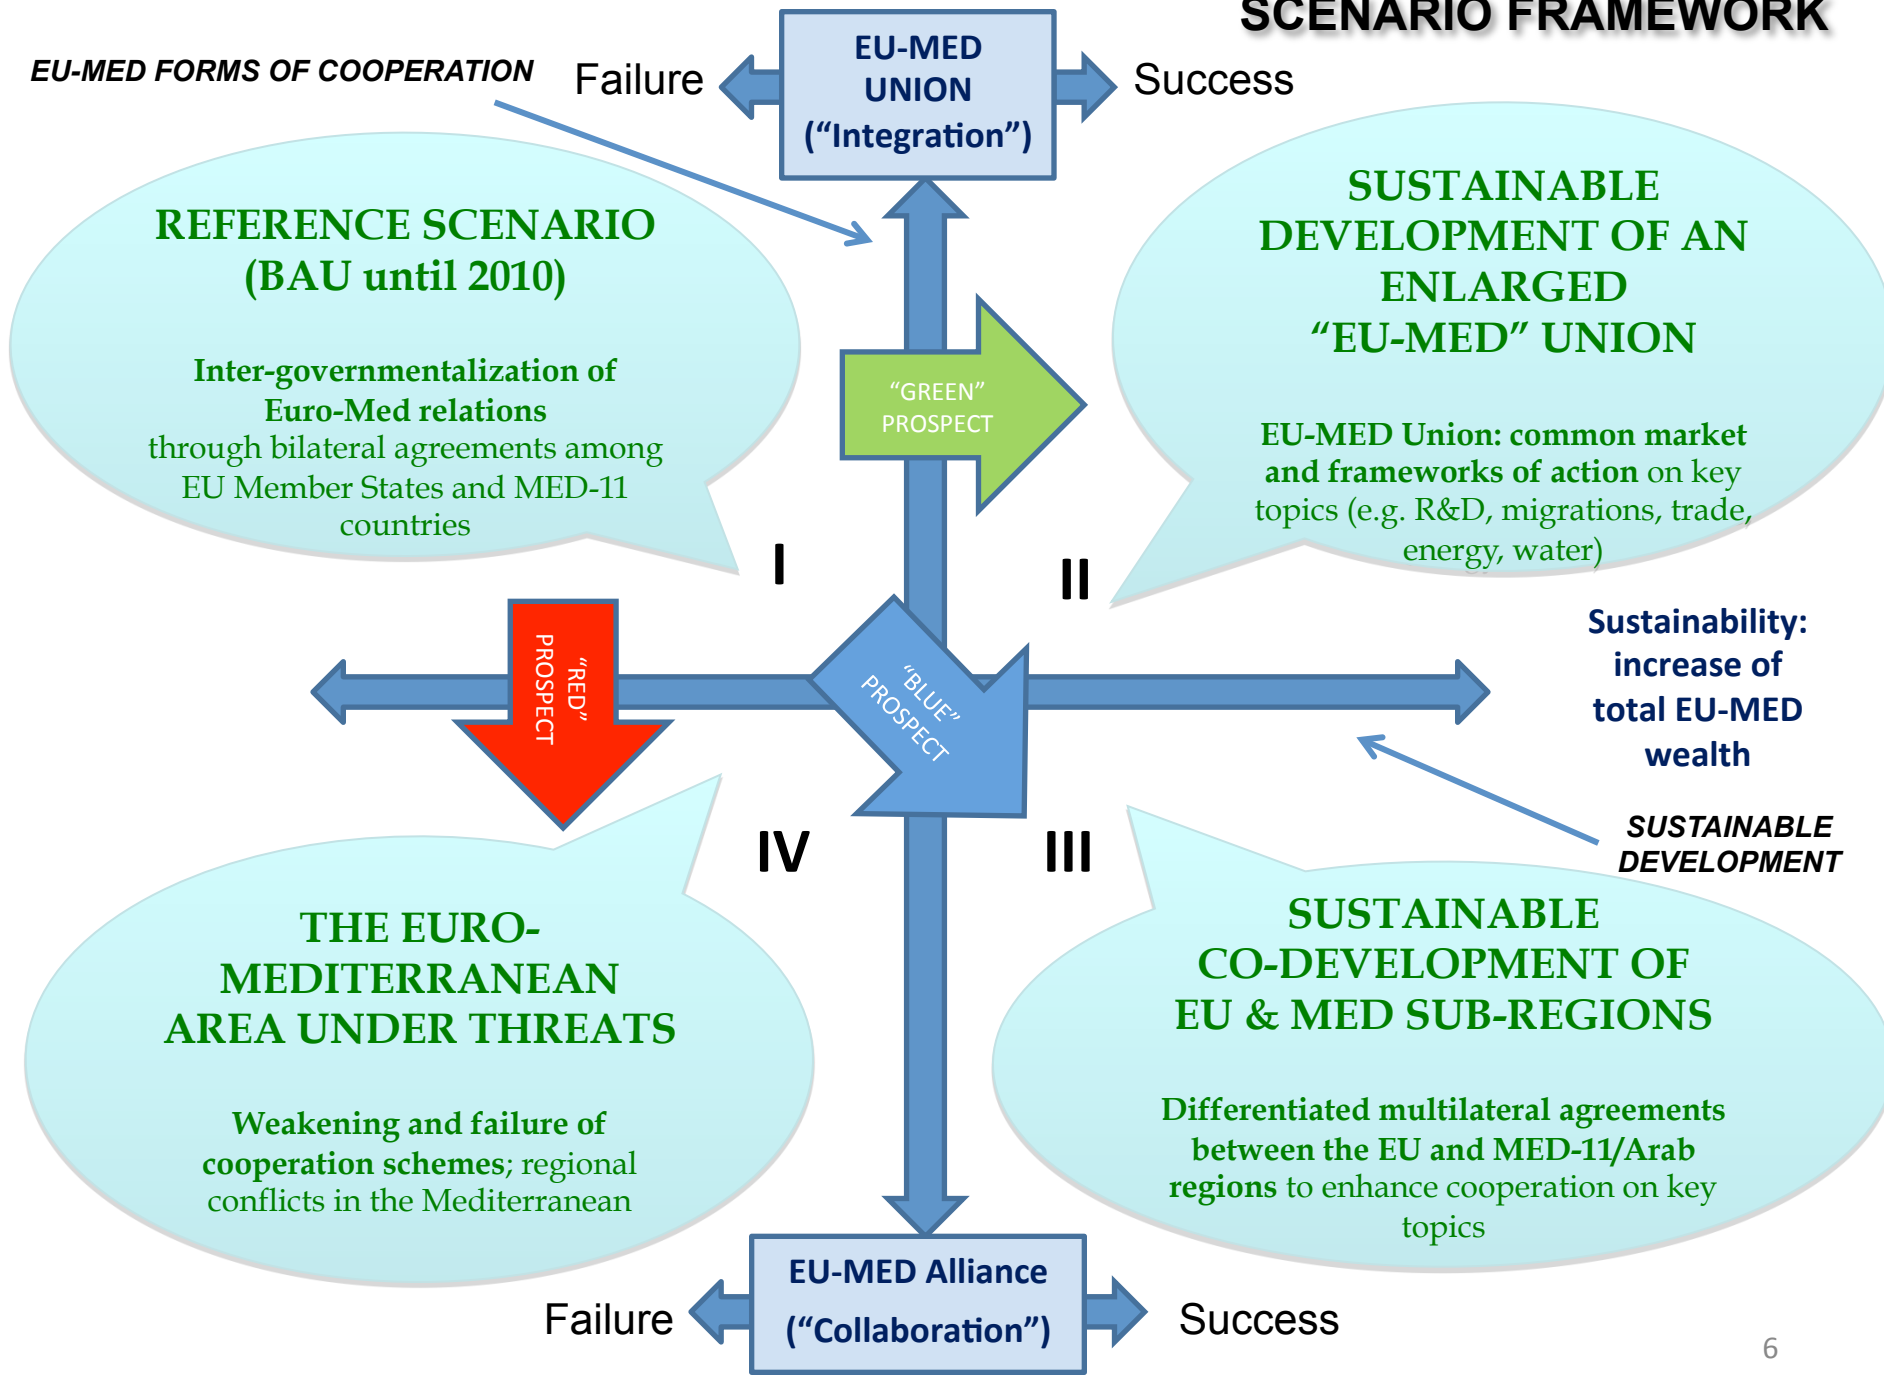 SCENARIO FRAMEWORK
EU-MED FORMS OF COOPERATION
Failure
EU-MED
UNION
(“Integration”)
Success
REFERENCE SCENARIO
(BAU until 2010)
Inter-governmentalization of
Euro-Med relations
through bilateral agreements among
EU Member States and MED-11
countries
I
“GREEN”
PROSPECT
SUSTAINABLE
DEVELOPMENT OF AN
ENLARGED
“EU-MED” UNION
EU-MED Union: common market
and frameworks of action on key
topics (e.g. R&D, migrations, trade,
energy, water)
II
“RED”
PROSPECT
“BLUE”
PROSPECT
Sustainability:
increase of
total EU-MED
wealth
SUSTAINABLE
DEVELOPMENT
IV
THE EURO-
MEDITERRANEAN
AREA UNDER THREATS
Weakening and failure of
cooperation schemes; regional
conflicts in the Mediterranean
III
SUSTAINABLE
CO-DEVELOPMENT OF
EU & MED SUB-REGIONS
Differentiated multilateral agreements
between the EU and MED-11/Arab
regions to enhance cooperation on key
topics
Failure
EU-MED Alliance
(“Collaboration”)
Success
6